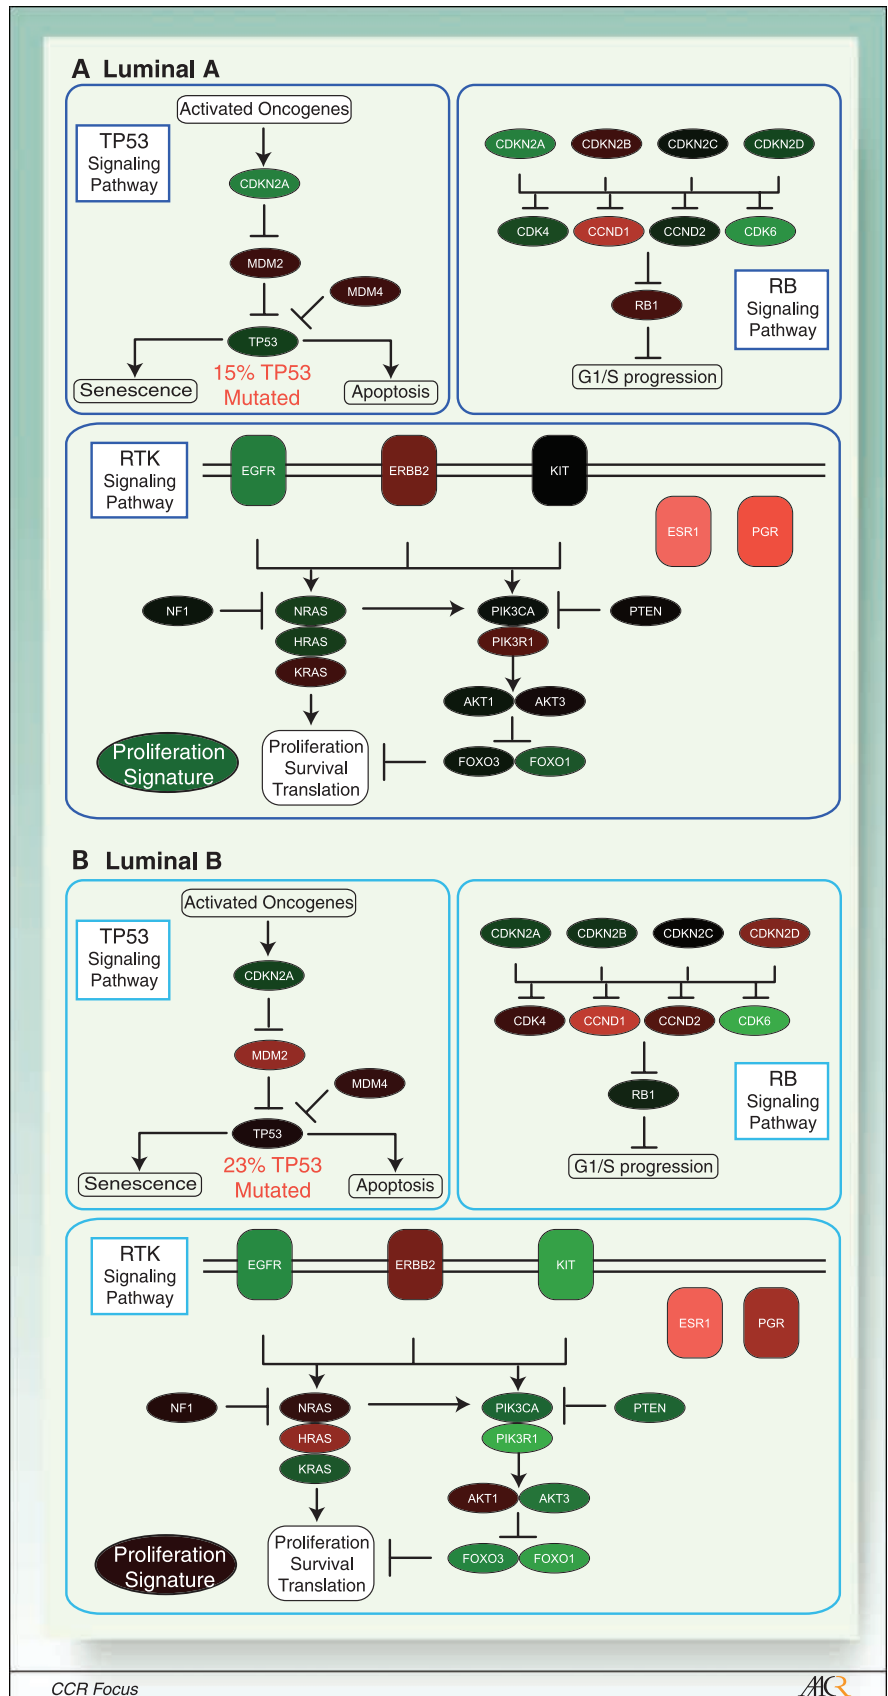 A Luminal A
Activated Oncogenes
TP53
Signaling
Pathway
CDKN2A
MDM2
MDM4
TP53
15% TP53
Mutated
Senescence
Apoptosis
CDKN2A CDKN2B CDKN2C CDKN2D
CDK4 CCND1 CCND2 CDK6
RB1
RB
Signaling
Pathway
G1/S progression
RTK
Signaling
Pathway
EGFR ERBB2 KIT
ESR1 PGR
NF1 NRAS PIK3CA PTEN
HRAS PIK3R1
KRAS
AKT1 AKT3
Proliferation
Signature
Proliferation
Survival
Translation
FOXO3 FOXO1
B Luminal B
Activated Oncogenes
TP53
Signaling
Pathway
CDKN2A
MDM2
MDM4
TP53
23% TP53
Mutated
Senescence
Apoptosis
CDKN2A CDKN2B CDKN2C CDKN2D
CDK4 CCND1 CCND2 CDK6
RB1
RB
Signaling
Pathway
G1/S progression
RTK
Signaling
Pathway
EGFR ERBB2 KIT
ESR1 PGR
NF1 NRAS PIK3CA PTEN
HRAS PIK3R1
KRAS
AKT1 AKT3
Proliferation
Signature
Proliferation
Survival
Translation
FOXO3 FOXO1
CCR Focus
AACR